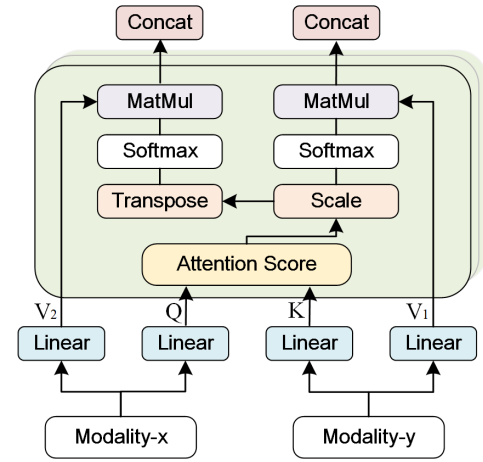 Concat Concat
MatMul MatMul
Softmax Softmax
Transpose Scale
Attention Score
V₂ Q K V₁
Linear Linear Linear Linear
Modality-x Modality-y